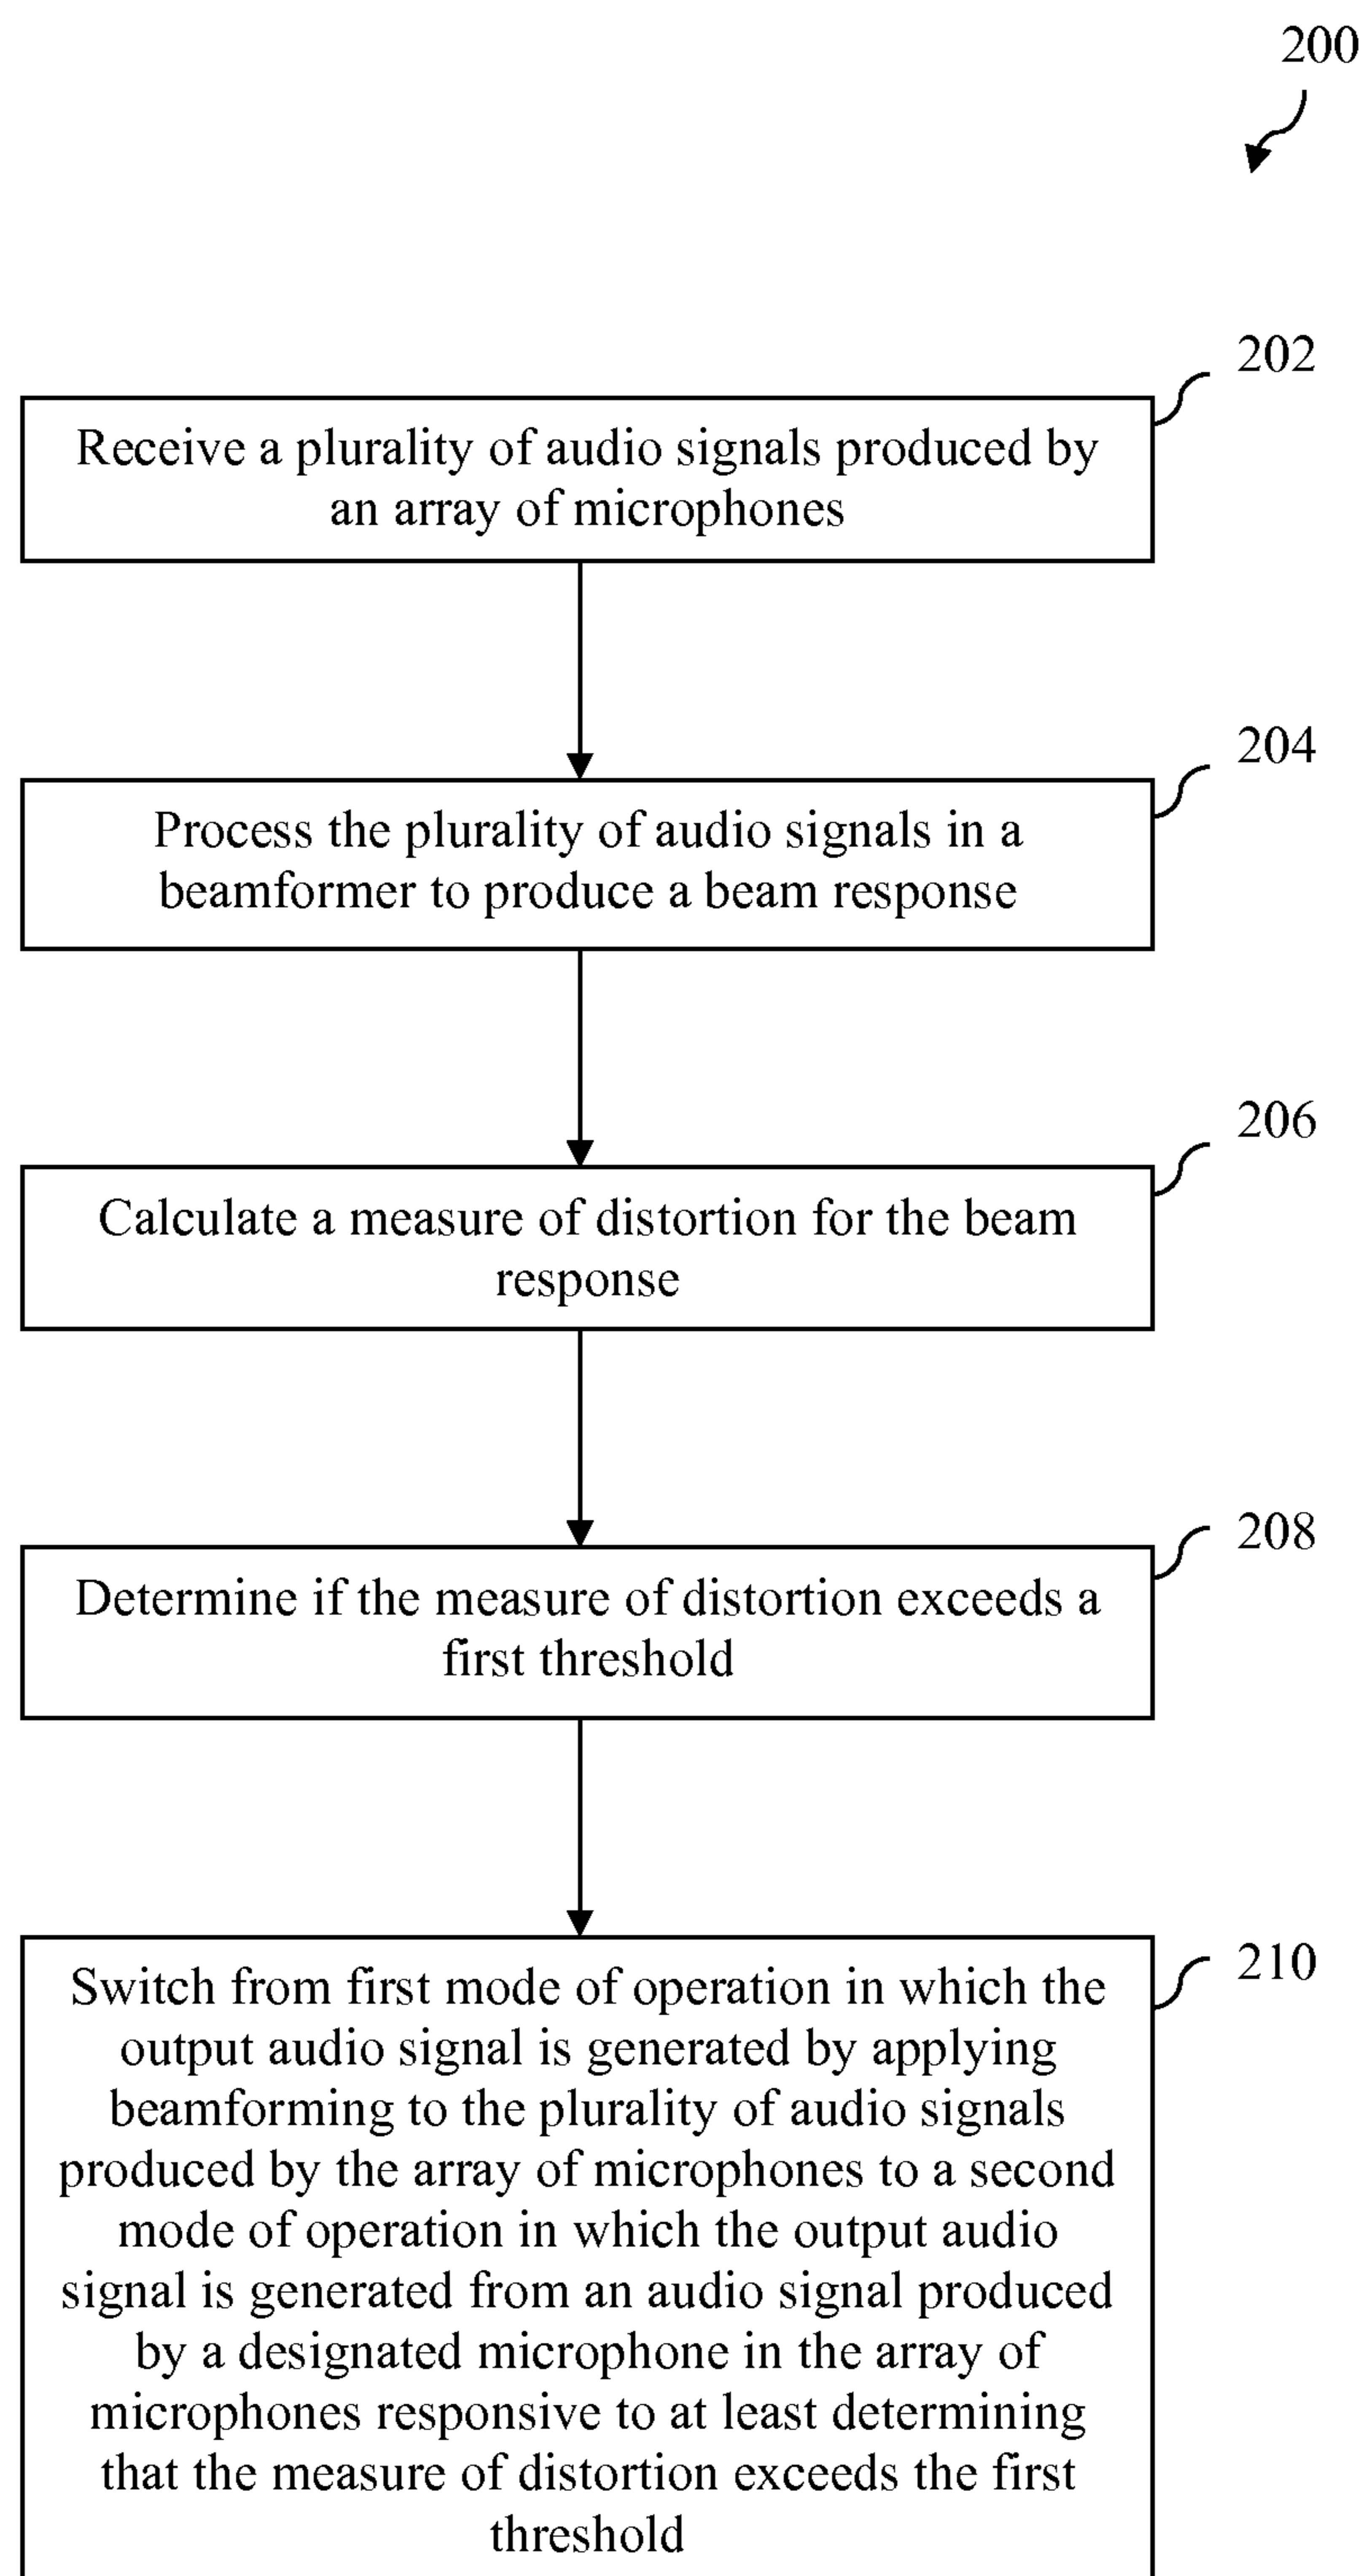 200
202
Receive a plurality of audio signals produced by
an array of microphones
204
Process the plurality of audio signals in a
beamformer to produce a beam response
206
Calculate a measure of distortion for the beam
response
208
Determine if the measure of distortion exceeds a
first threshold
210
Switch from first mode of operation in which the
output audio signal is generated by applying
beamforming to the plurality of audio signals
produced by the array of microphones to a second
mode of operation in which the output audio
signal is generated from an audio signal produced
by a designated microphone in the array of
microphones responsive to at least determining
that the measure of distortion exceeds the first
threshold